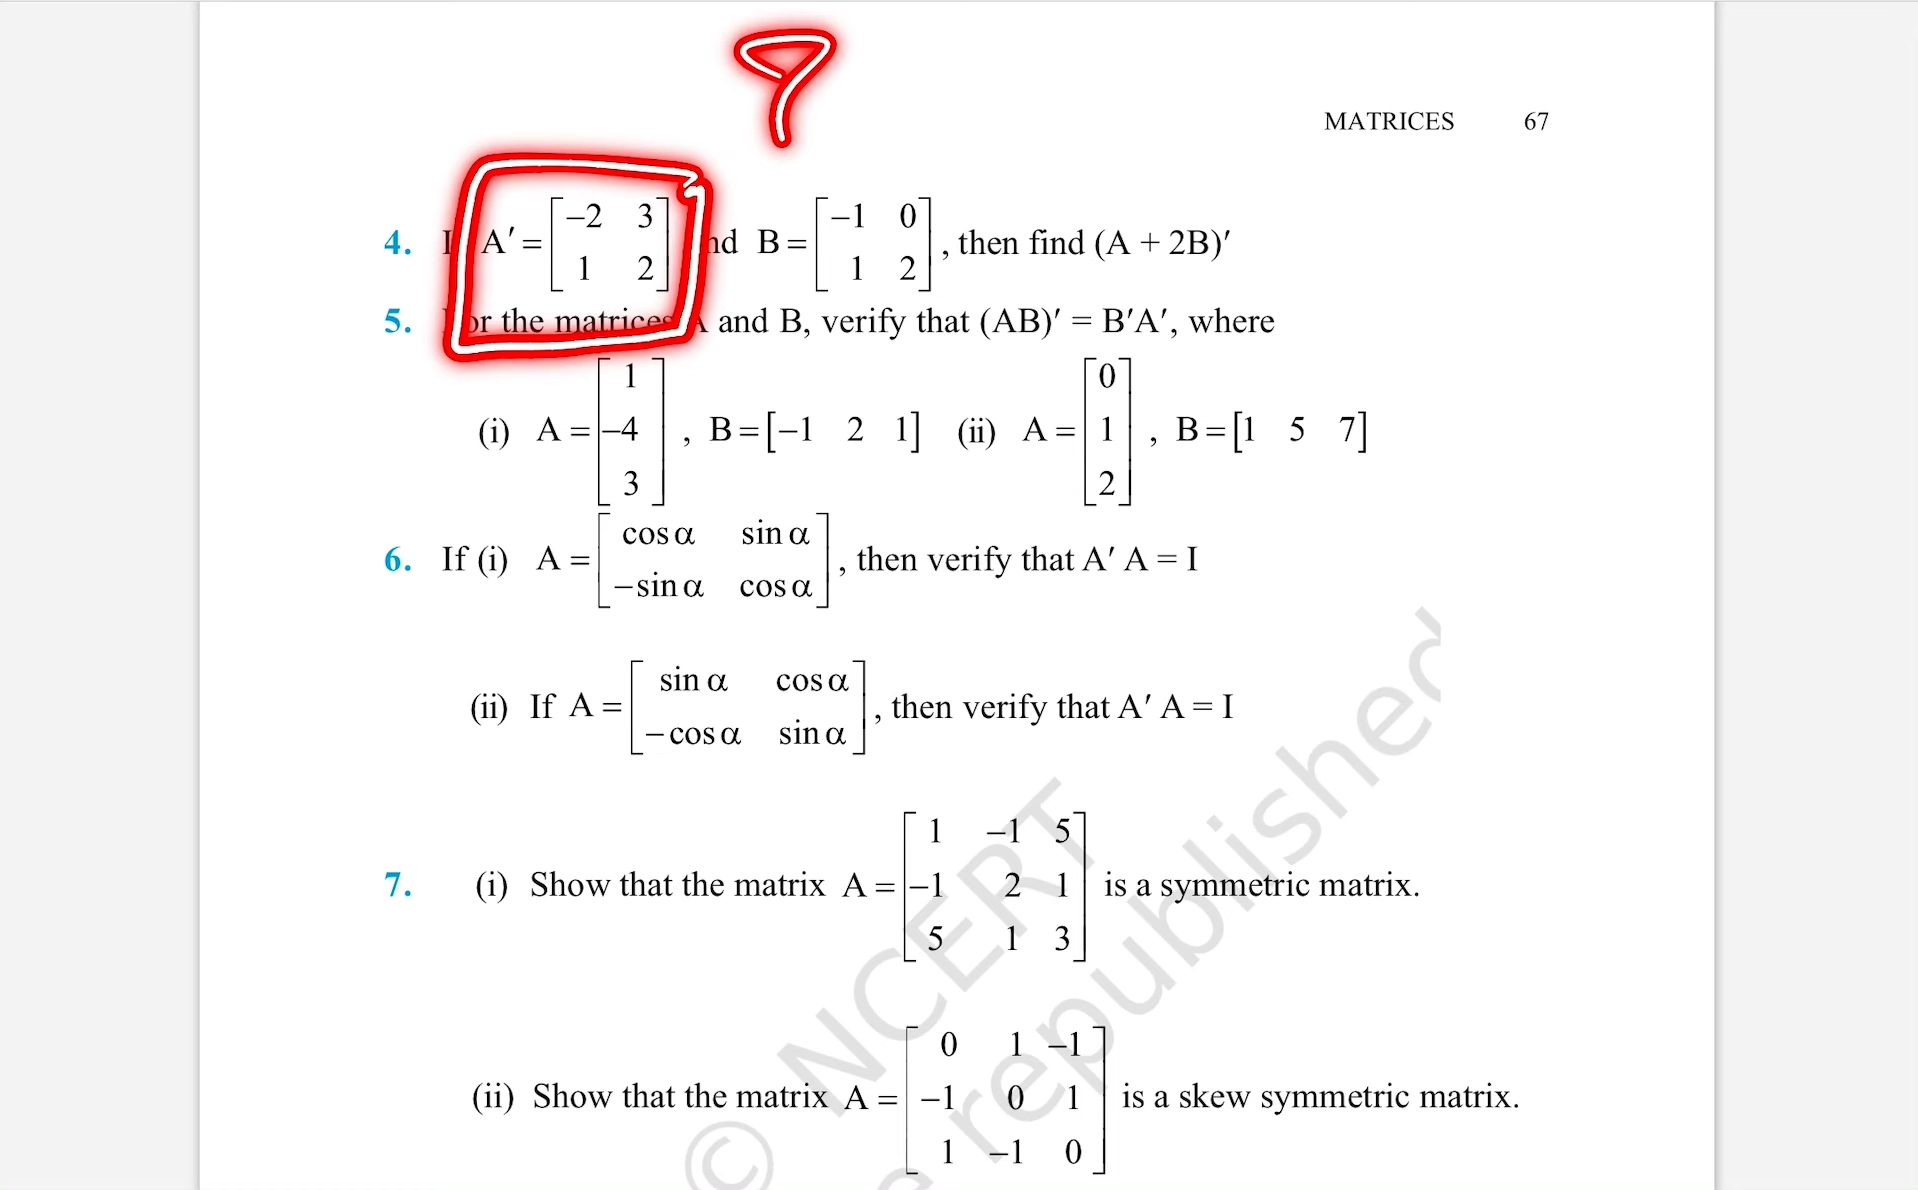 ?
MATRICES 67
4. If A′ = [−2 3 1 2] and B = [−1 0 1 2], then find (A + 2B)′
5. For the matrices A and B, verify that (AB)′ = B′A′, where
(i) A = [1 −4 3], B = [−1 2 1] (ii) A = [0 1 2], B = [1 5 7]
6. If (i) A = [cos α sin α −sin α cos α], then verify that A′ A = I
(ii) If A = [sin α cos α −cos α sin α], then verify that A′ A = I
7. (i) Show that the matrix A = [1 −1 5 −1 2 1 5 1 3] is a symmetric matrix.
(ii) Show that the matrix A = [0 1 −1 −1 0 1 1 −1 0] is a skew symmetric matrix.
© NCERT
republished